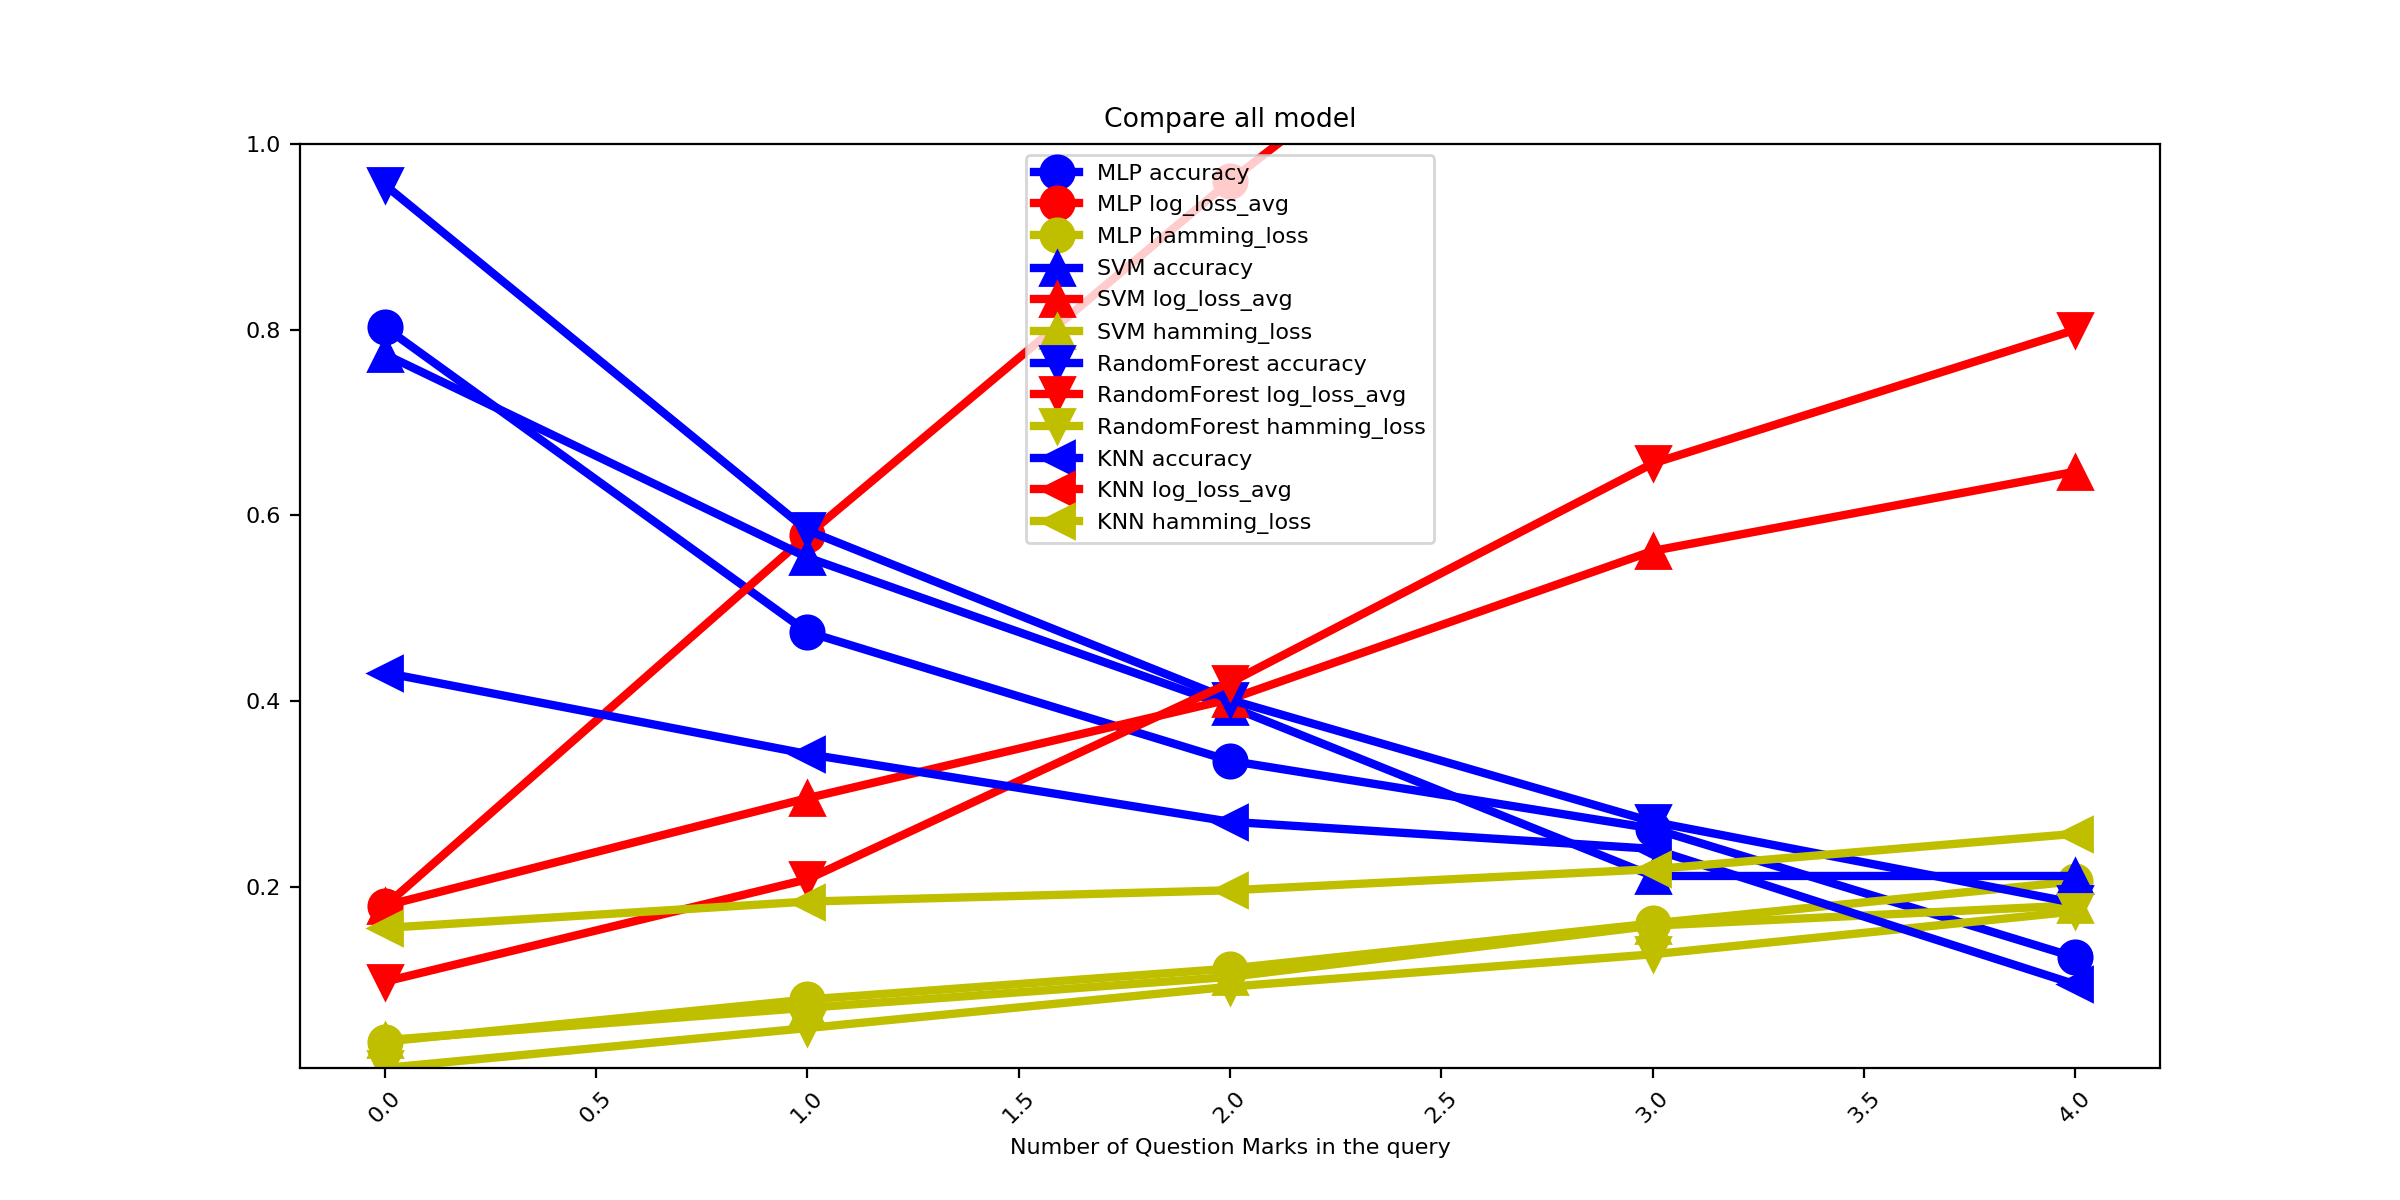 Compare all model
1.0
0.8
0.6
0.4
0.2
MLP accuracy
MLP log_loss_avg
MLP hamming_loss
SVM accuracy
SVM log_loss_avg
SVM hamming_loss
RandomForest accuracy
RandomForest log_loss_avg
RandomForest hamming_loss
KNN accuracy
KNN log_loss_avg
KNN hamming_loss
0.0 0.5 1.0 1.5 2.0 2.5 3.0 3.5 4.0
Number of Question Marks in the query